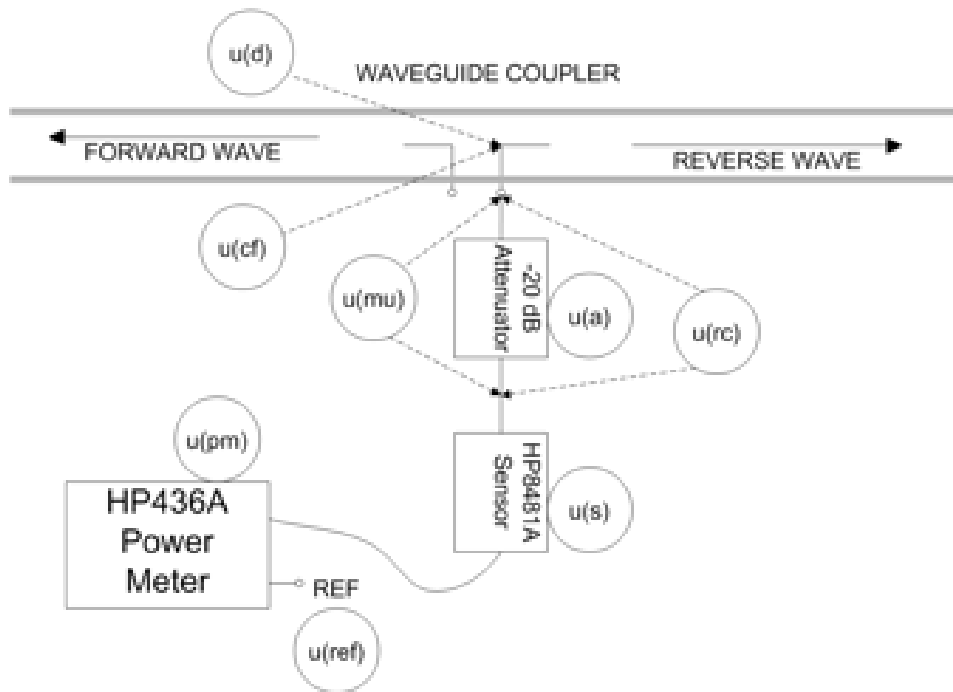 u(d)
WAVEGUIDE COUPLER
FORWARD WAVE
REVERSE WAVE
u(cf)
u(mu)
-20 dB
Attenuator
u(a)
u(rc)
u(pm)
HP436A
Power
Meter
HP8481A
Sensor
u(s)
REF
u(ref)